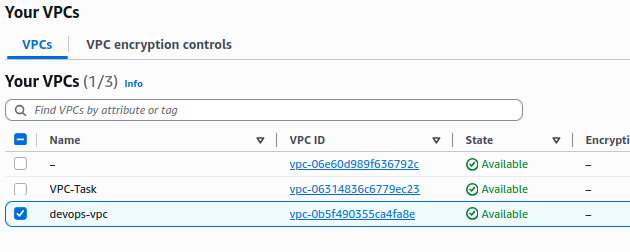 Your VPCs
VPCs VPC encryption controls
Your VPCs (1/3) Info
Find VPCs by attribute or tag
Name VPC ID State Encrypti
– vpc-06e60d989f636792c Available –
VPC-Task vpc-06314836c6779ec23 Available –
devops-vpc vpc-0b5f490355ca4fa8e Available –